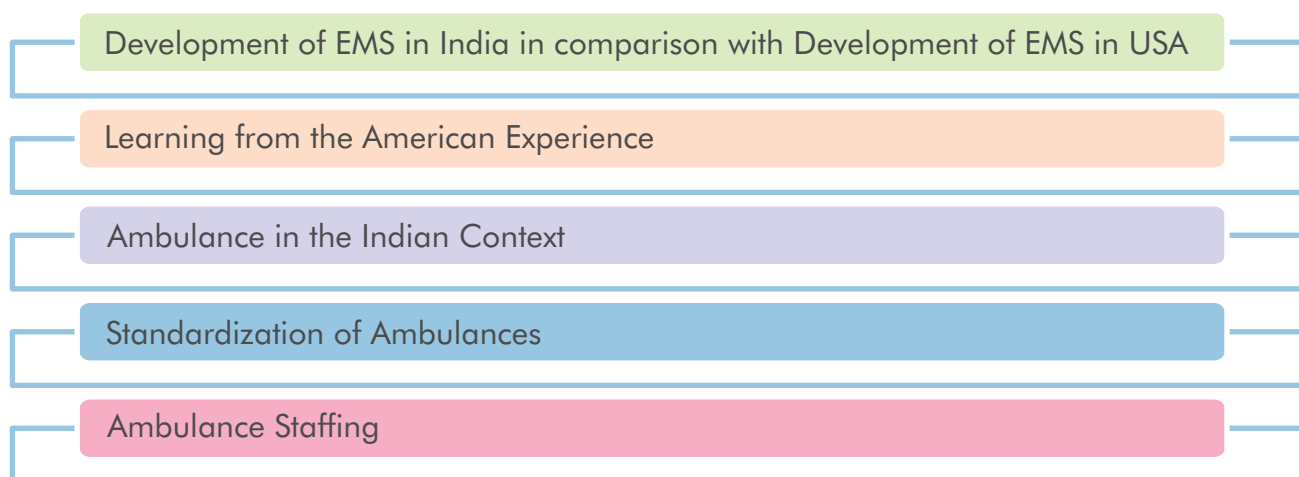 Development of EMS in India in comparison with Development of EMS in USA
Learning from the American Experience
Ambulance in the Indian Context
Standardization of Ambulances
Ambulance Staffing